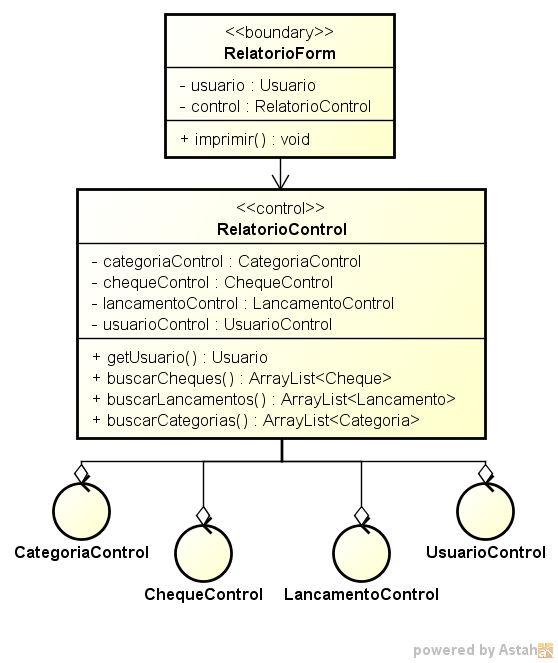 <<boundary>>
RelatorioForm
- usuario : Usuario
- control : RelatorioControl
+ imprimir() : void
<<control>>
RelatorioControl
- categoriaControl : CategoriaControl
- chequeControl : ChequeControl
- lancamentoControl : LancamentoControl
- usuarioControl : UsuarioControl
+ getUsuario() : Usuario
+ buscarCheques() : ArrayList<Cheque>
+ buscarLancamentos() : ArrayList<Lancamento>
+ buscarCategorias() : ArrayList<Categoria>
CategoriaControl
UsuarioControl
ChequeControl
LancamentoControl
powered by Astah